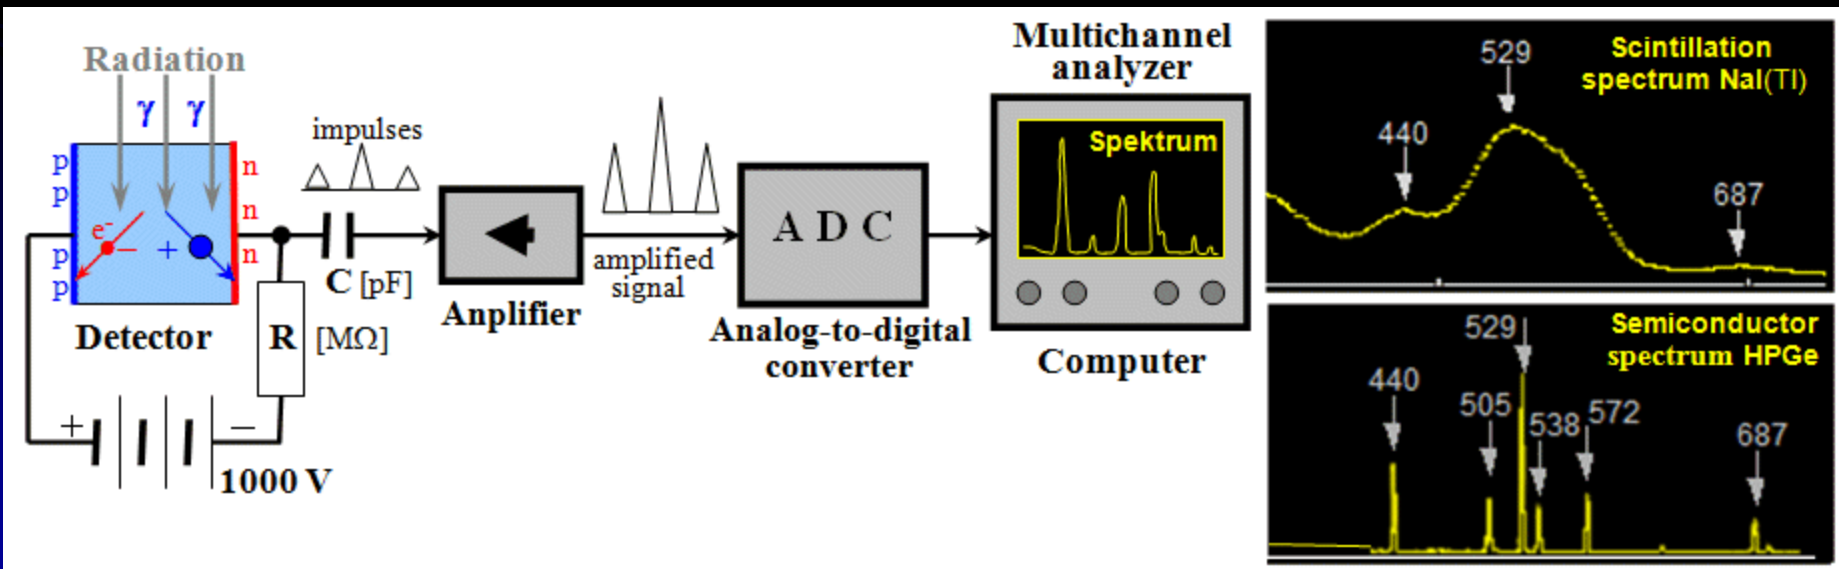 Radiation
γ γ
p
p
p
p
n
n
n
e-
−
+
Detector
+
−
1000 V
R
[MΩ]
impulses
C [pF]
Anplifier
amplified
signal
A D C
Analog-to-digital
converter
Multichannel
analyzer
Spektrum
Computer
Scintillation
spectrum NaI(Tl)
440
529
687
Semiconductor
spectrum HPGe
440
505
529
538
572
687